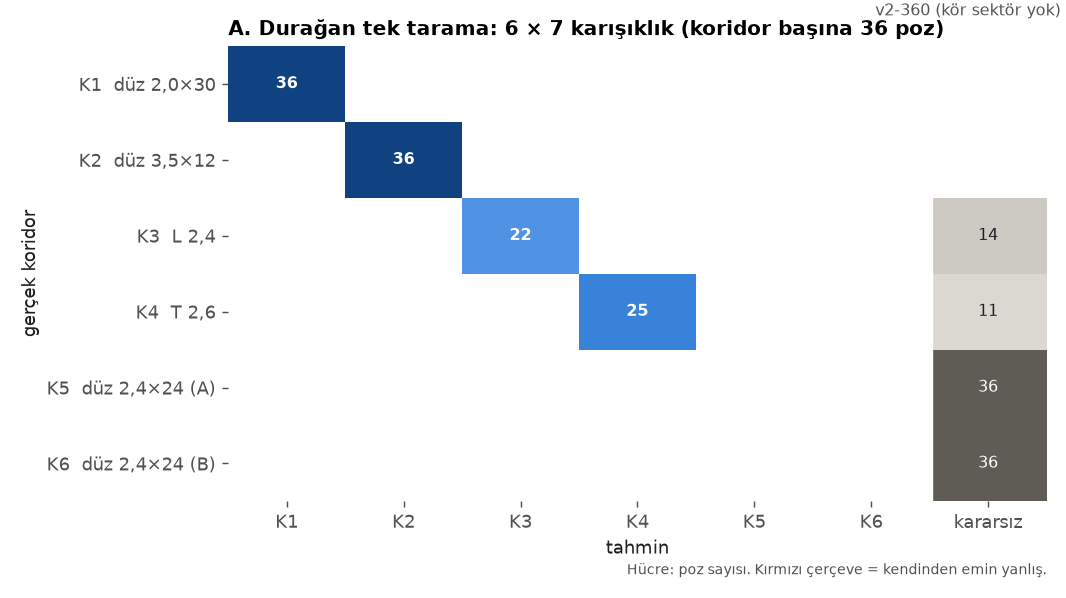 v2-360 (kör sektör yok)
A. Durağan tek tarama: 6 × 7 karışıklık (koridor başına 36 poz)
gerçek koridor
K1 düz 2,0×30
36
K2 düz 3,5×12
36
K3 L 2,4
22
14
K4 T 2,6
25
11
K5 düz 2,4×24 (A)
36
K6 düz 2,4×24 (B)
36
K1 K2 K3 K4 K5 K6 kararsız
tahmin
Hücre: poz sayısı. Kırmızı çerçeve = kendinden emin yanlış.